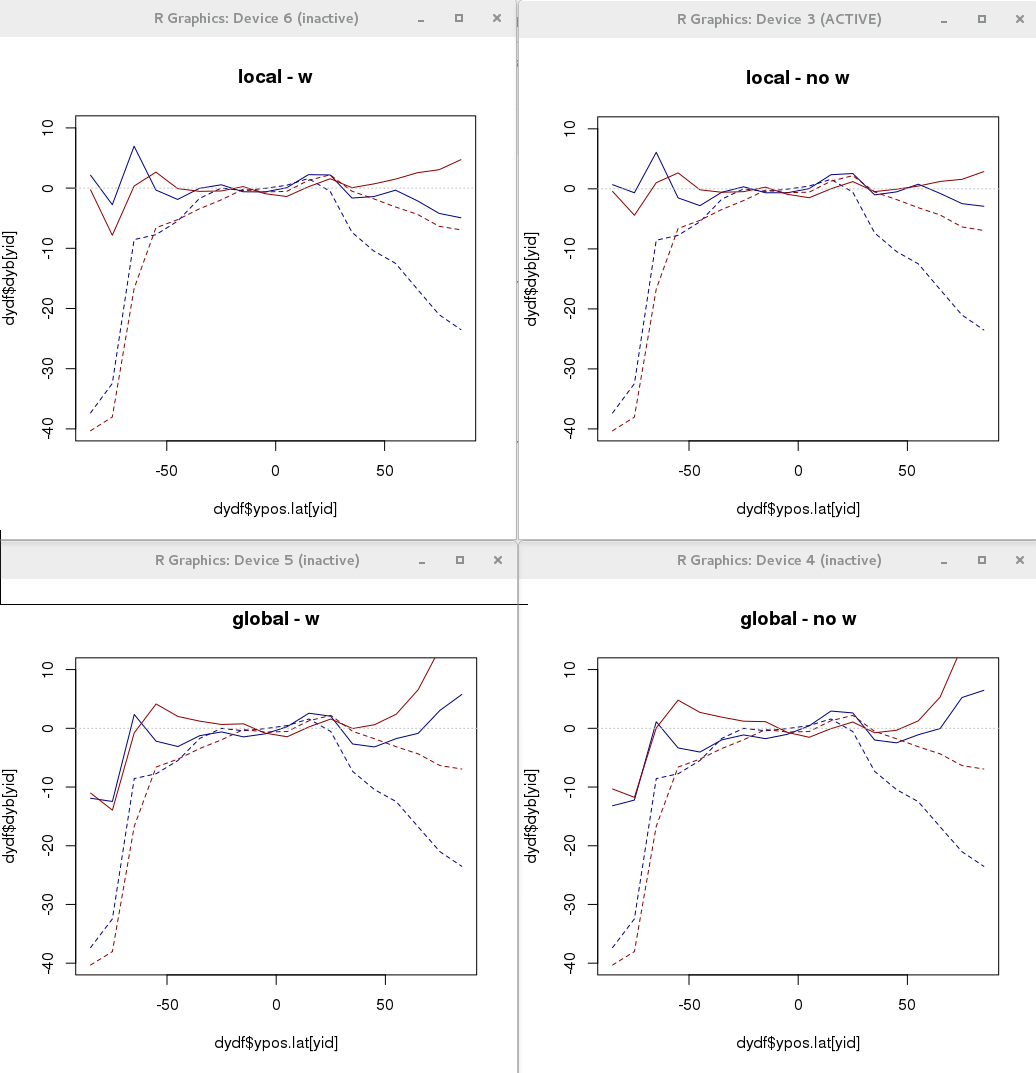 R Graphics: Device 6 (inactive)
local - w
dydf$dyb[yid]
10
0
-10
-20
-30
-40
-50
0
50
dydf$ypos.lat[yid]
R Graphics: Device 3 (ACTIVE)
local - no w
dydf$dyb[yid]
10
0
-10
-20
-30
-40
-50
0
50
dydf$ypos.lat[yid]
R Graphics: Device 5 (inactive)
global - w
dydf$dyb[yid]
10
0
-10
-20
-30
-40
-50
0
50
dydf$ypos.lat[yid]
R Graphics: Device 4 (inactive)
global - no w
dydf$dyb[yid]
10
0
-10
-20
-30
-40
-50
0
50
dydf$ypos.lat[yid]